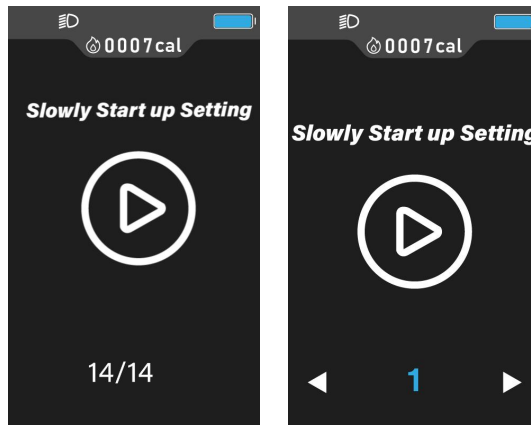 0007cal
Slowly Start up Setting
14/14
0007cal
Slowly Start up Setting
1